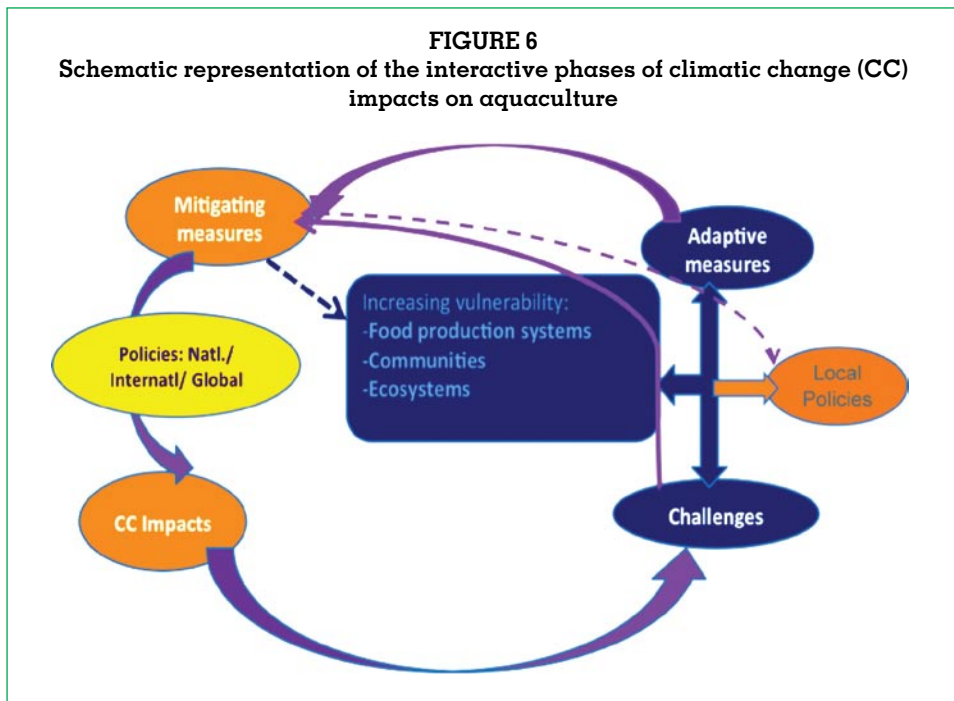 FIGURE 6
Schematic representation of the interactive phases of climatic change (CC)
impacts on aquaculture
Mitigating
measures
Adaptive
measures
Increasing vulnerability:
-Food production systems
-Communities
-Ecosystems
Policies: Natl./
Internatl/ Global
Local
Policies
CC Impacts
Challenges